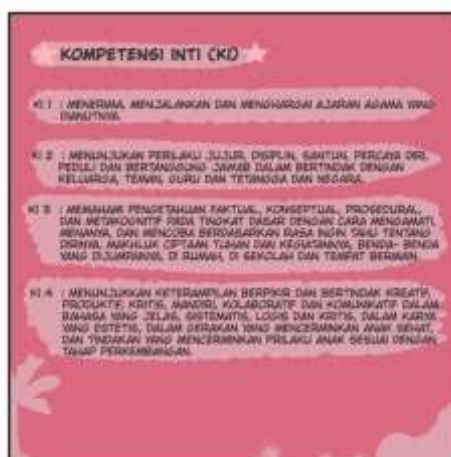 KOMPETENSI INTI (KI)
KI 1 : MENERIMA, MENJALANKAN DAN MENGHARGAI AJARAN AGAMA YANG
DIANUTNYA.
KI 2 : MENUNJUKAN PERILAKU JUJUR, DISIPLIN, SANTUN, PERCAYA DIRI,
PEDULI DAN BERTANGGUNG JAWAB DALAM BERTINDAK DENGAN
KELUARGA, TEMAN, GURU DAN TETANGGA DAN NEGARA.
KI 3 : MEMAHAMI PENGETAHUAN FAKTUAL, KONSEPTUAL, PROSEDURAL,
DAN METAKOGNITIF PADA TINGKAT DASAR DENGAN CARA MENGAMATI,
MENANYA, DAN MENCOBA BERDASARKAN RASA INGIN TAHU TENTANG
DIRINYA, MAKHLUK CIPTAAN TUHAN DAN KEGIATANNYA, BENDA- BENDA
YANG DIJUMPAINYA, DI RUMAH, DI SEKOLAH DAN TEMPAT BERMAIN.
KI 4 : MENUNJUKKAN KETERAMPILAN BERPIKIR DAN BERTINDAK KREATIF,
PRODUKTIF, KRITIS, MANDIRI, KOLABORATIF DAN KOMUNIKATIF DALAM
BAHASA YANG JELAS, SISTEMATIS, LOGIS DAN KRITIS, DALAM KARYA
YANG ESTETIS, DALAM GERAKAN YANG MENCERMINKAN ANAK SEHAT,
DAN TINDAKAN YANG MENCERMINKAN PRILAKU ANAK SESUAI DENGAN
TAHAP PERKEMBANGAN.